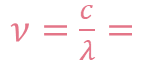 ν = c/λ =